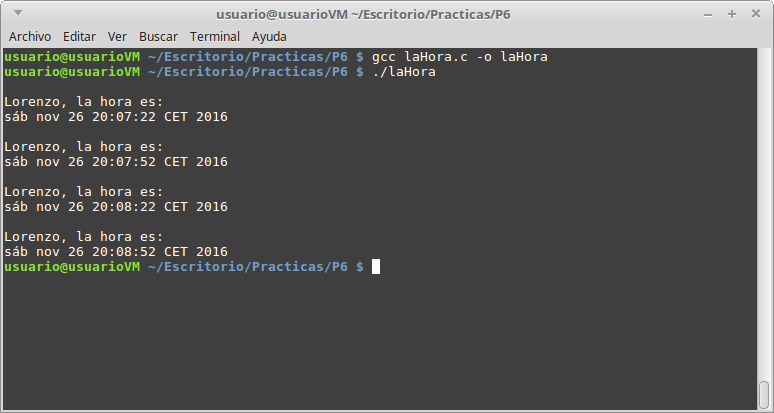 usuario@usuarioVM ~/Escritorio/Practicas/P6
Archivo Editar Ver Buscar Terminal Ayuda
usuario@usuarioVM ~/Escritorio/Practicas/P6 $ gcc laHora.c -o laHora
usuario@usuarioVM ~/Escritorio/Practicas/P6 $ ./laHora
Lorenzo, la hora es:
sáb nov 26 20:07:22 CET 2016
Lorenzo, la hora es:
sáb nov 26 20:07:52 CET 2016
Lorenzo, la hora es:
sáb nov 26 20:08:22 CET 2016
Lorenzo, la hora es:
sáb nov 26 20:08:52 CET 2016
usuario@usuarioVM ~/Escritorio/Practicas/P6 $